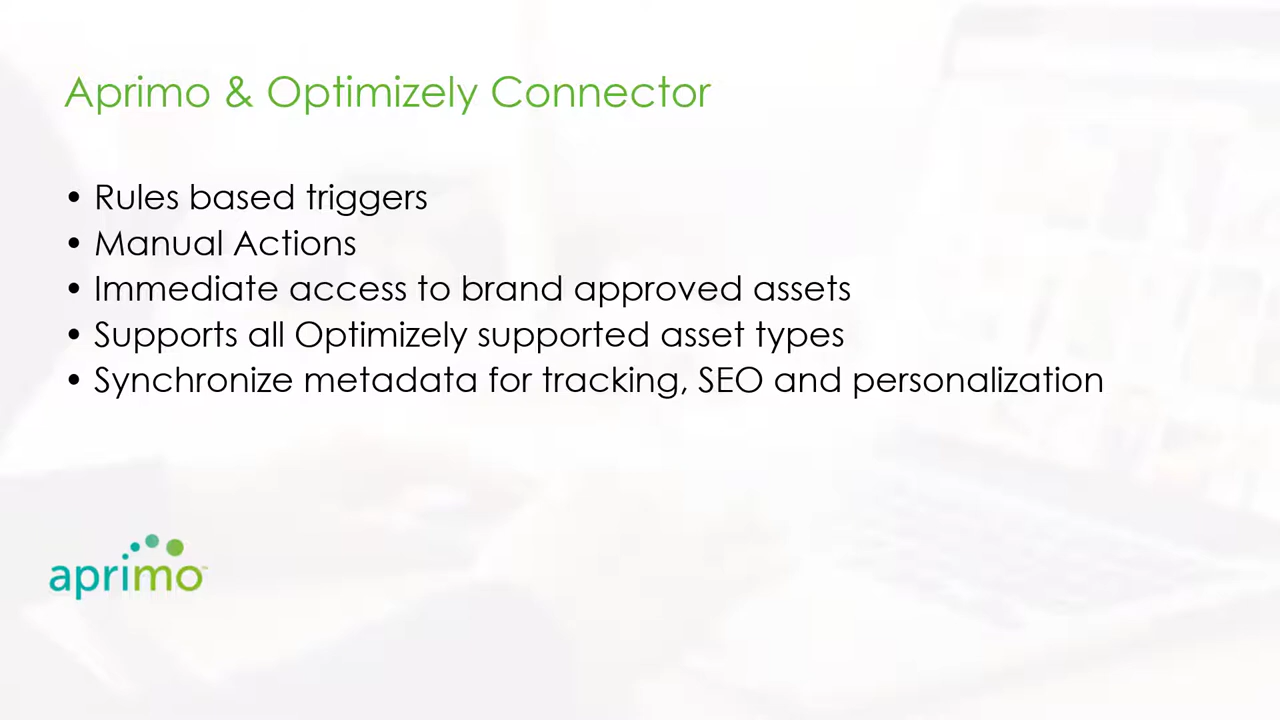 Aprimo & Optimizely Connector
• Rules based triggers
• Manual Actions
• Immediate access to brand approved assets
• Supports all Optimizely supported asset types
• Synchronize metadata for tracking, SEO and personalization
aprimo